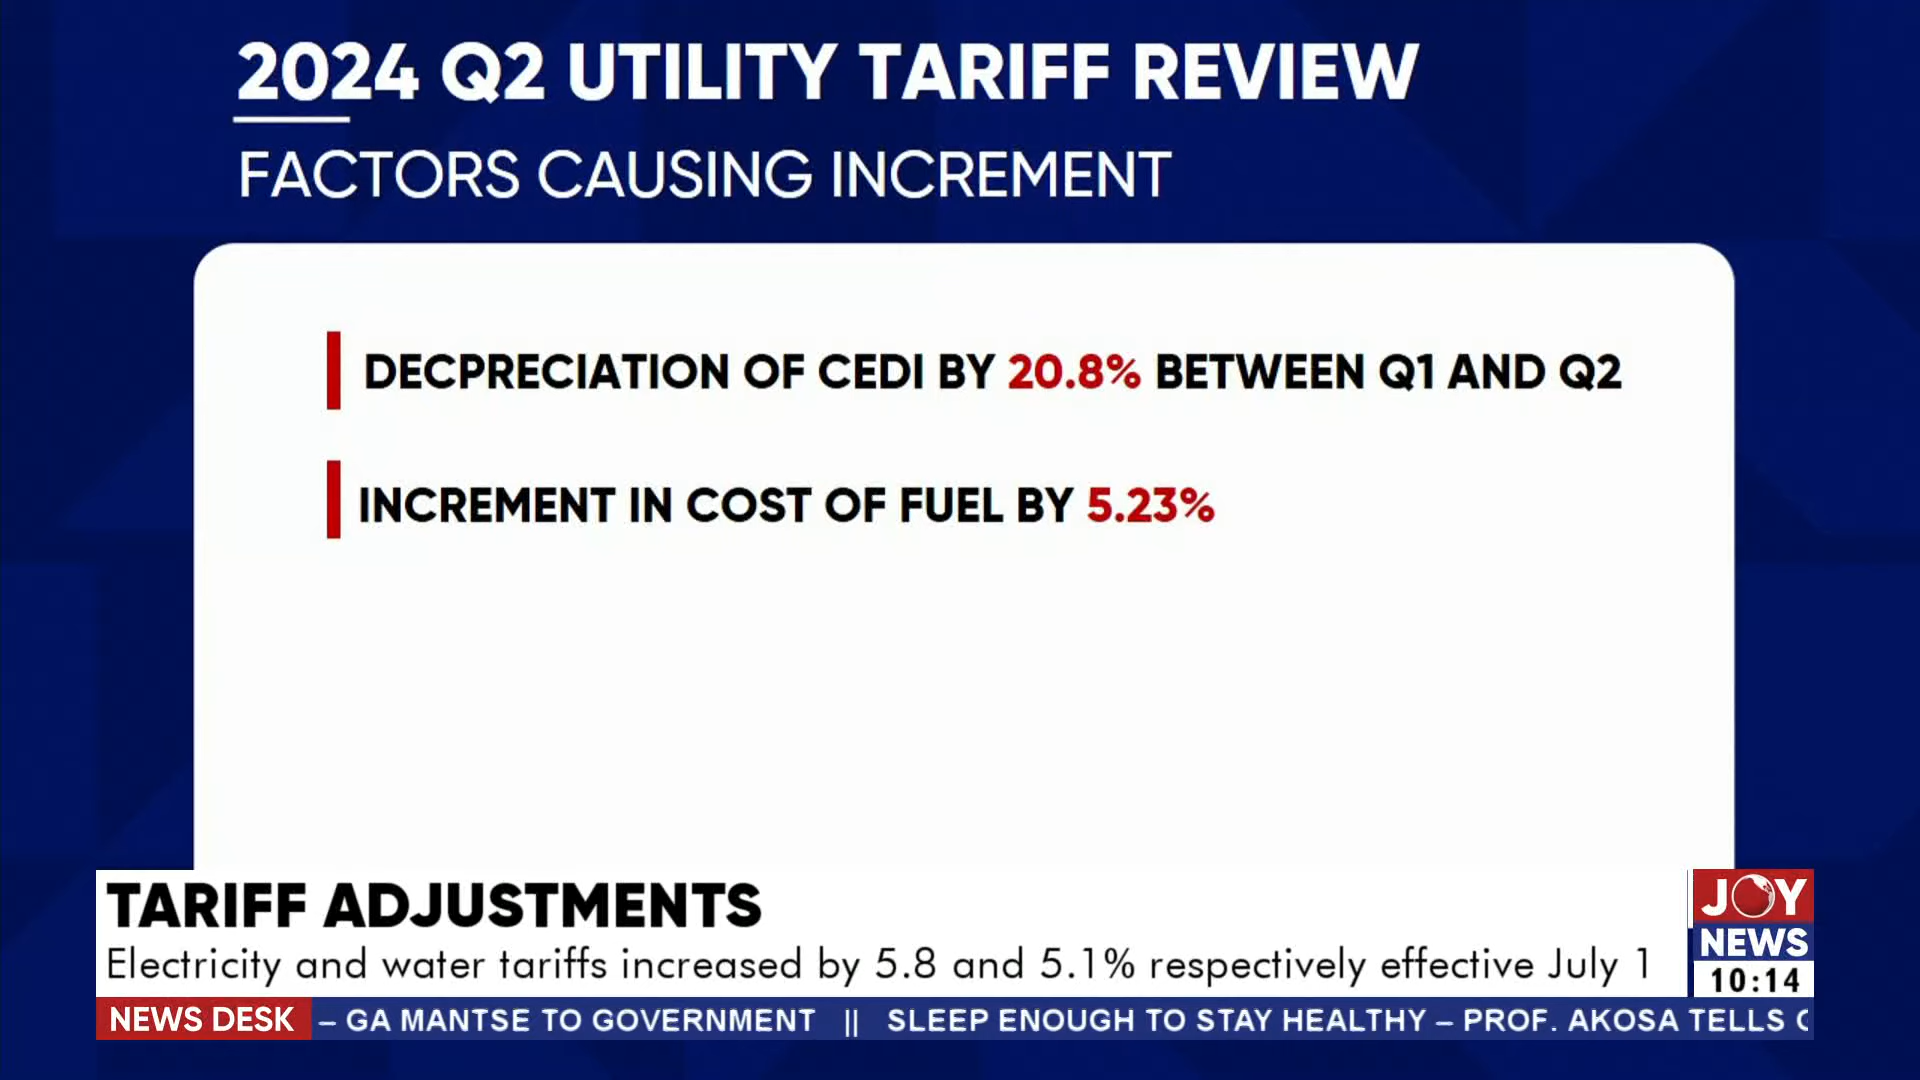 2024 Q2 UTILITY TARIFF REVIEW
FACTORS CAUSING INCREMENT
DECPRECIATION OF CEDI BY 20.8% BETWEEN Q1 AND Q2
INCREMENT IN COST OF FUEL BY 5.23%
TARIFF ADJUSTMENTS
Electricity and water tariffs increased by 5.8 and 5.1% respectively effective July 1
JOY
NEWS
10:14
NEWS DESK – GA MANTSE TO GOVERNMENT || SLEEP ENOUGH TO STAY HEALTHY – PROF. AKOSA TELLS